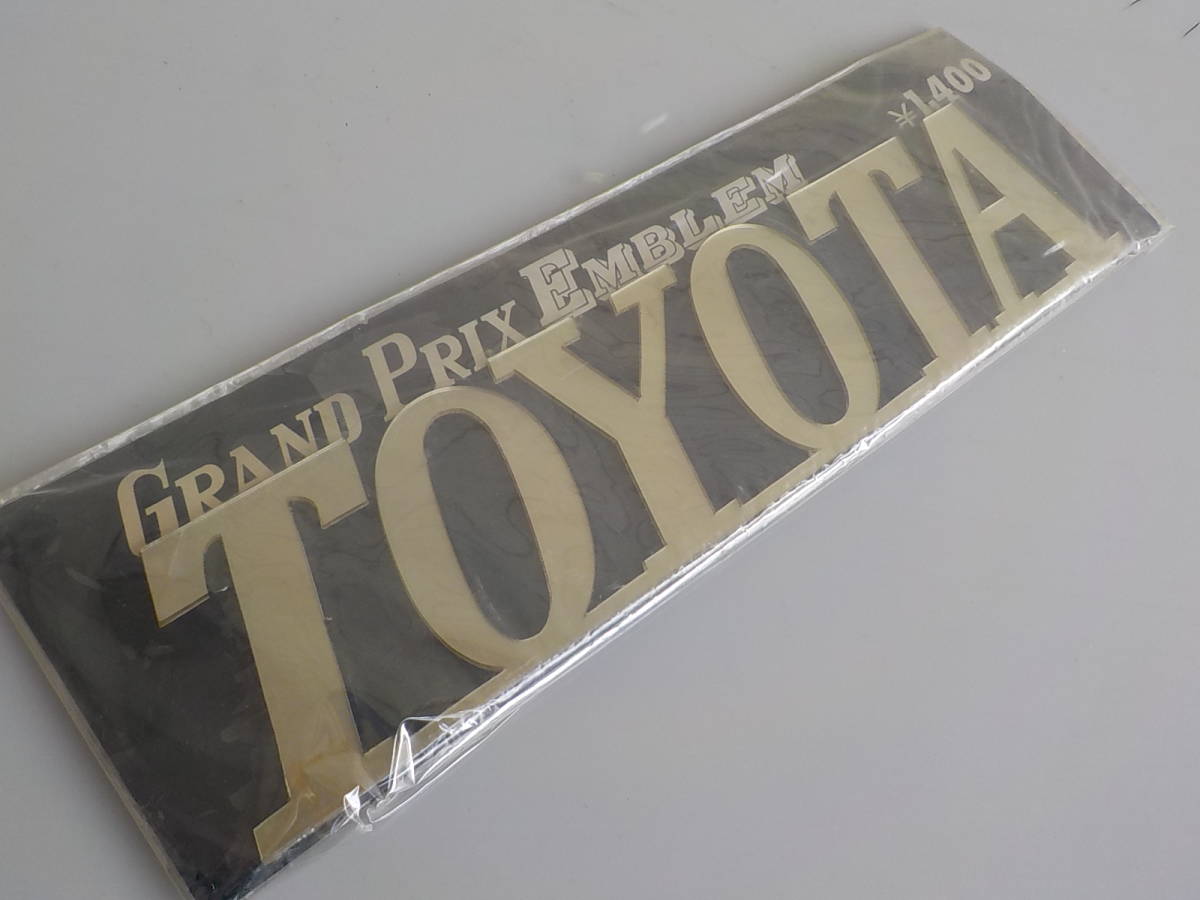 ¥1,400
GRAND PRIX EMBLEM
TOYOTA